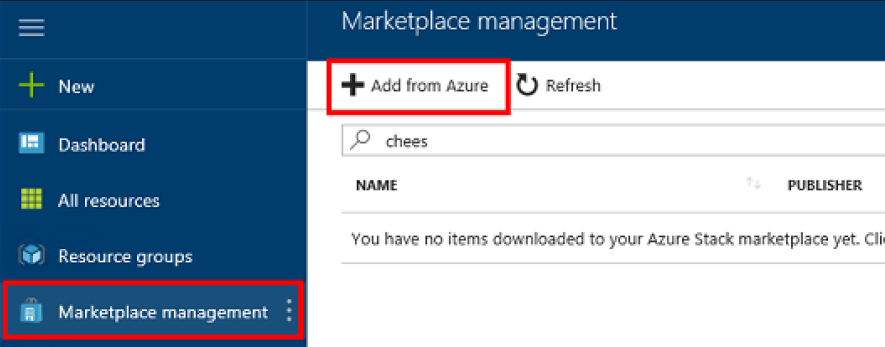 Marketplace management
New
Add from Azure
Refresh
Dashboard
chees
All resources
NAME
PUBLISHER
Resource groups
You have no items downloaded to your Azure Stack marketplace yet.
Marketplace management